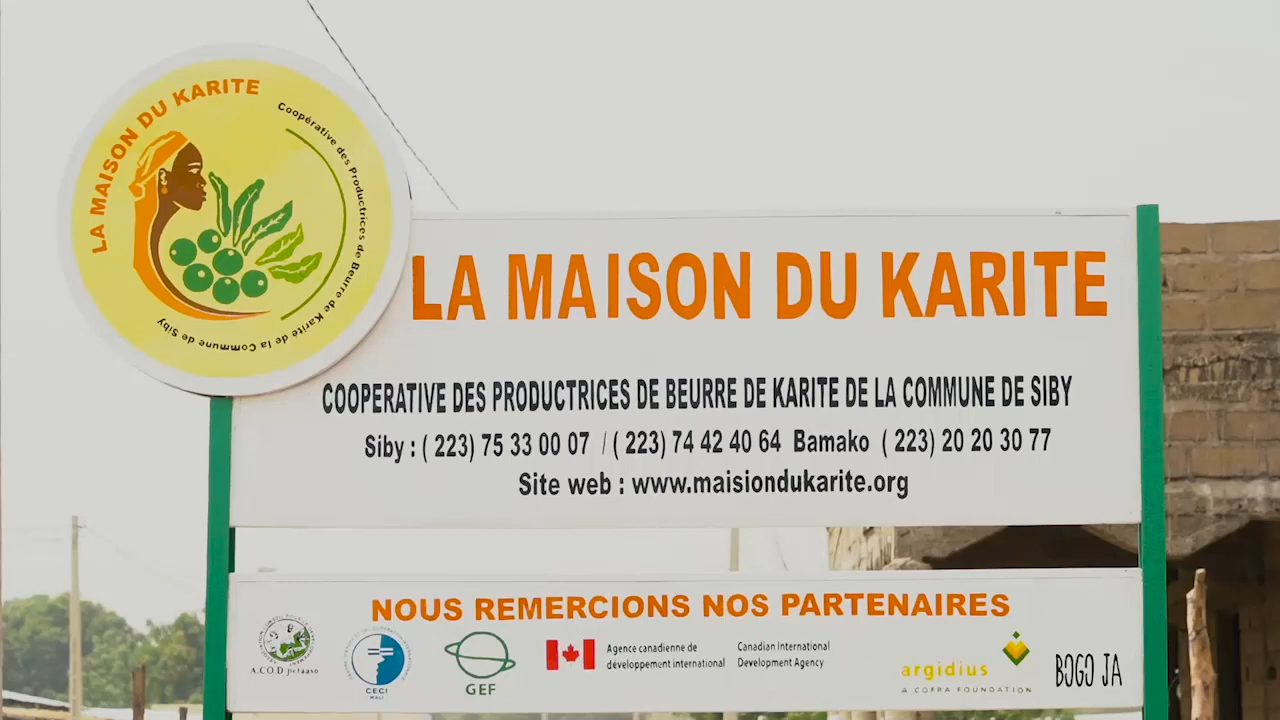 LA MAISON DU KARITE
Coopérative des Productrices de Beurre de Karité de la Commune de Siby
LA MAISON DU KARITE
COOPERATIVE DES PRODUCTRICES DE BEURRE DE KARITE DE LA COMMUNE DE SIBY
Siby : ( 223) 75 33 00 07 / ( 223) 74 42 40 64 Bamako ( 223) 20 20 30 77
Site web : www.maisiondukarite.org
NOUS REMERCIONS NOS PARTENAIRES
A.CO.D
CECI
MALI
GEF
Agence canadienne de
développement international
Canadian International
Development Agency
argidius
A COFRA FOUNDATION
BOGO JA